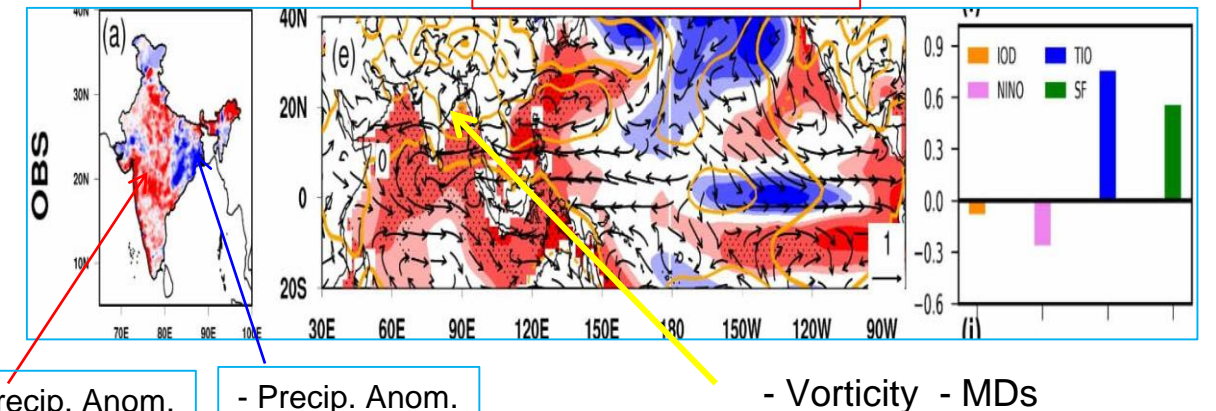 40N
(a)
30N
20N
10N
70E 80E 90E 100E
OBS
40N
(e)
20N
0
20S
0
1
30E 60E 90E 120E 150E 180 150W 120W 90W
0.9
0.6
0.3
0.0
-0.3
-0.6
IOD TIO
NINO SF
Precip. Anom.
- Precip. Anom.
- Vorticity - MDs